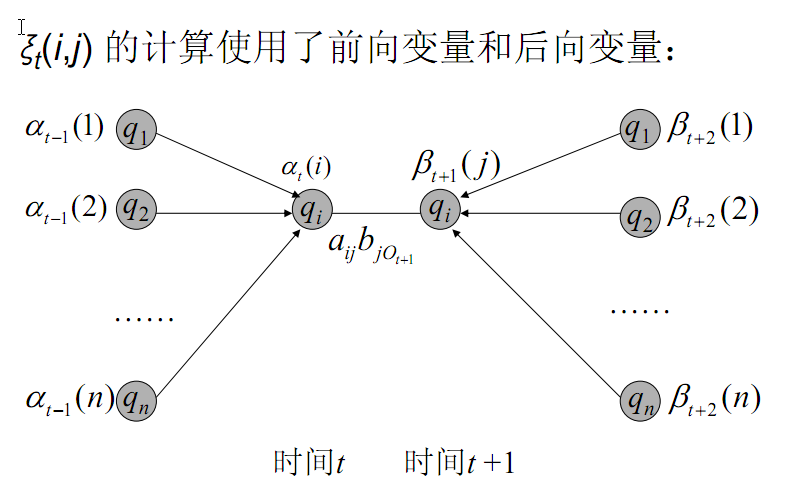 ξt(i,j) 的计算使用了前向变量和后向变量：
αt−1(1) q1
q1 βt+2(1)
αt(i)
βt+1(j)
αt−1(2) q2
qi
qi
q2 βt+2(2)
aijbjOt+1
……
……
αt−1(n) qn
qn βt+2(n)
时间t
时间t+1